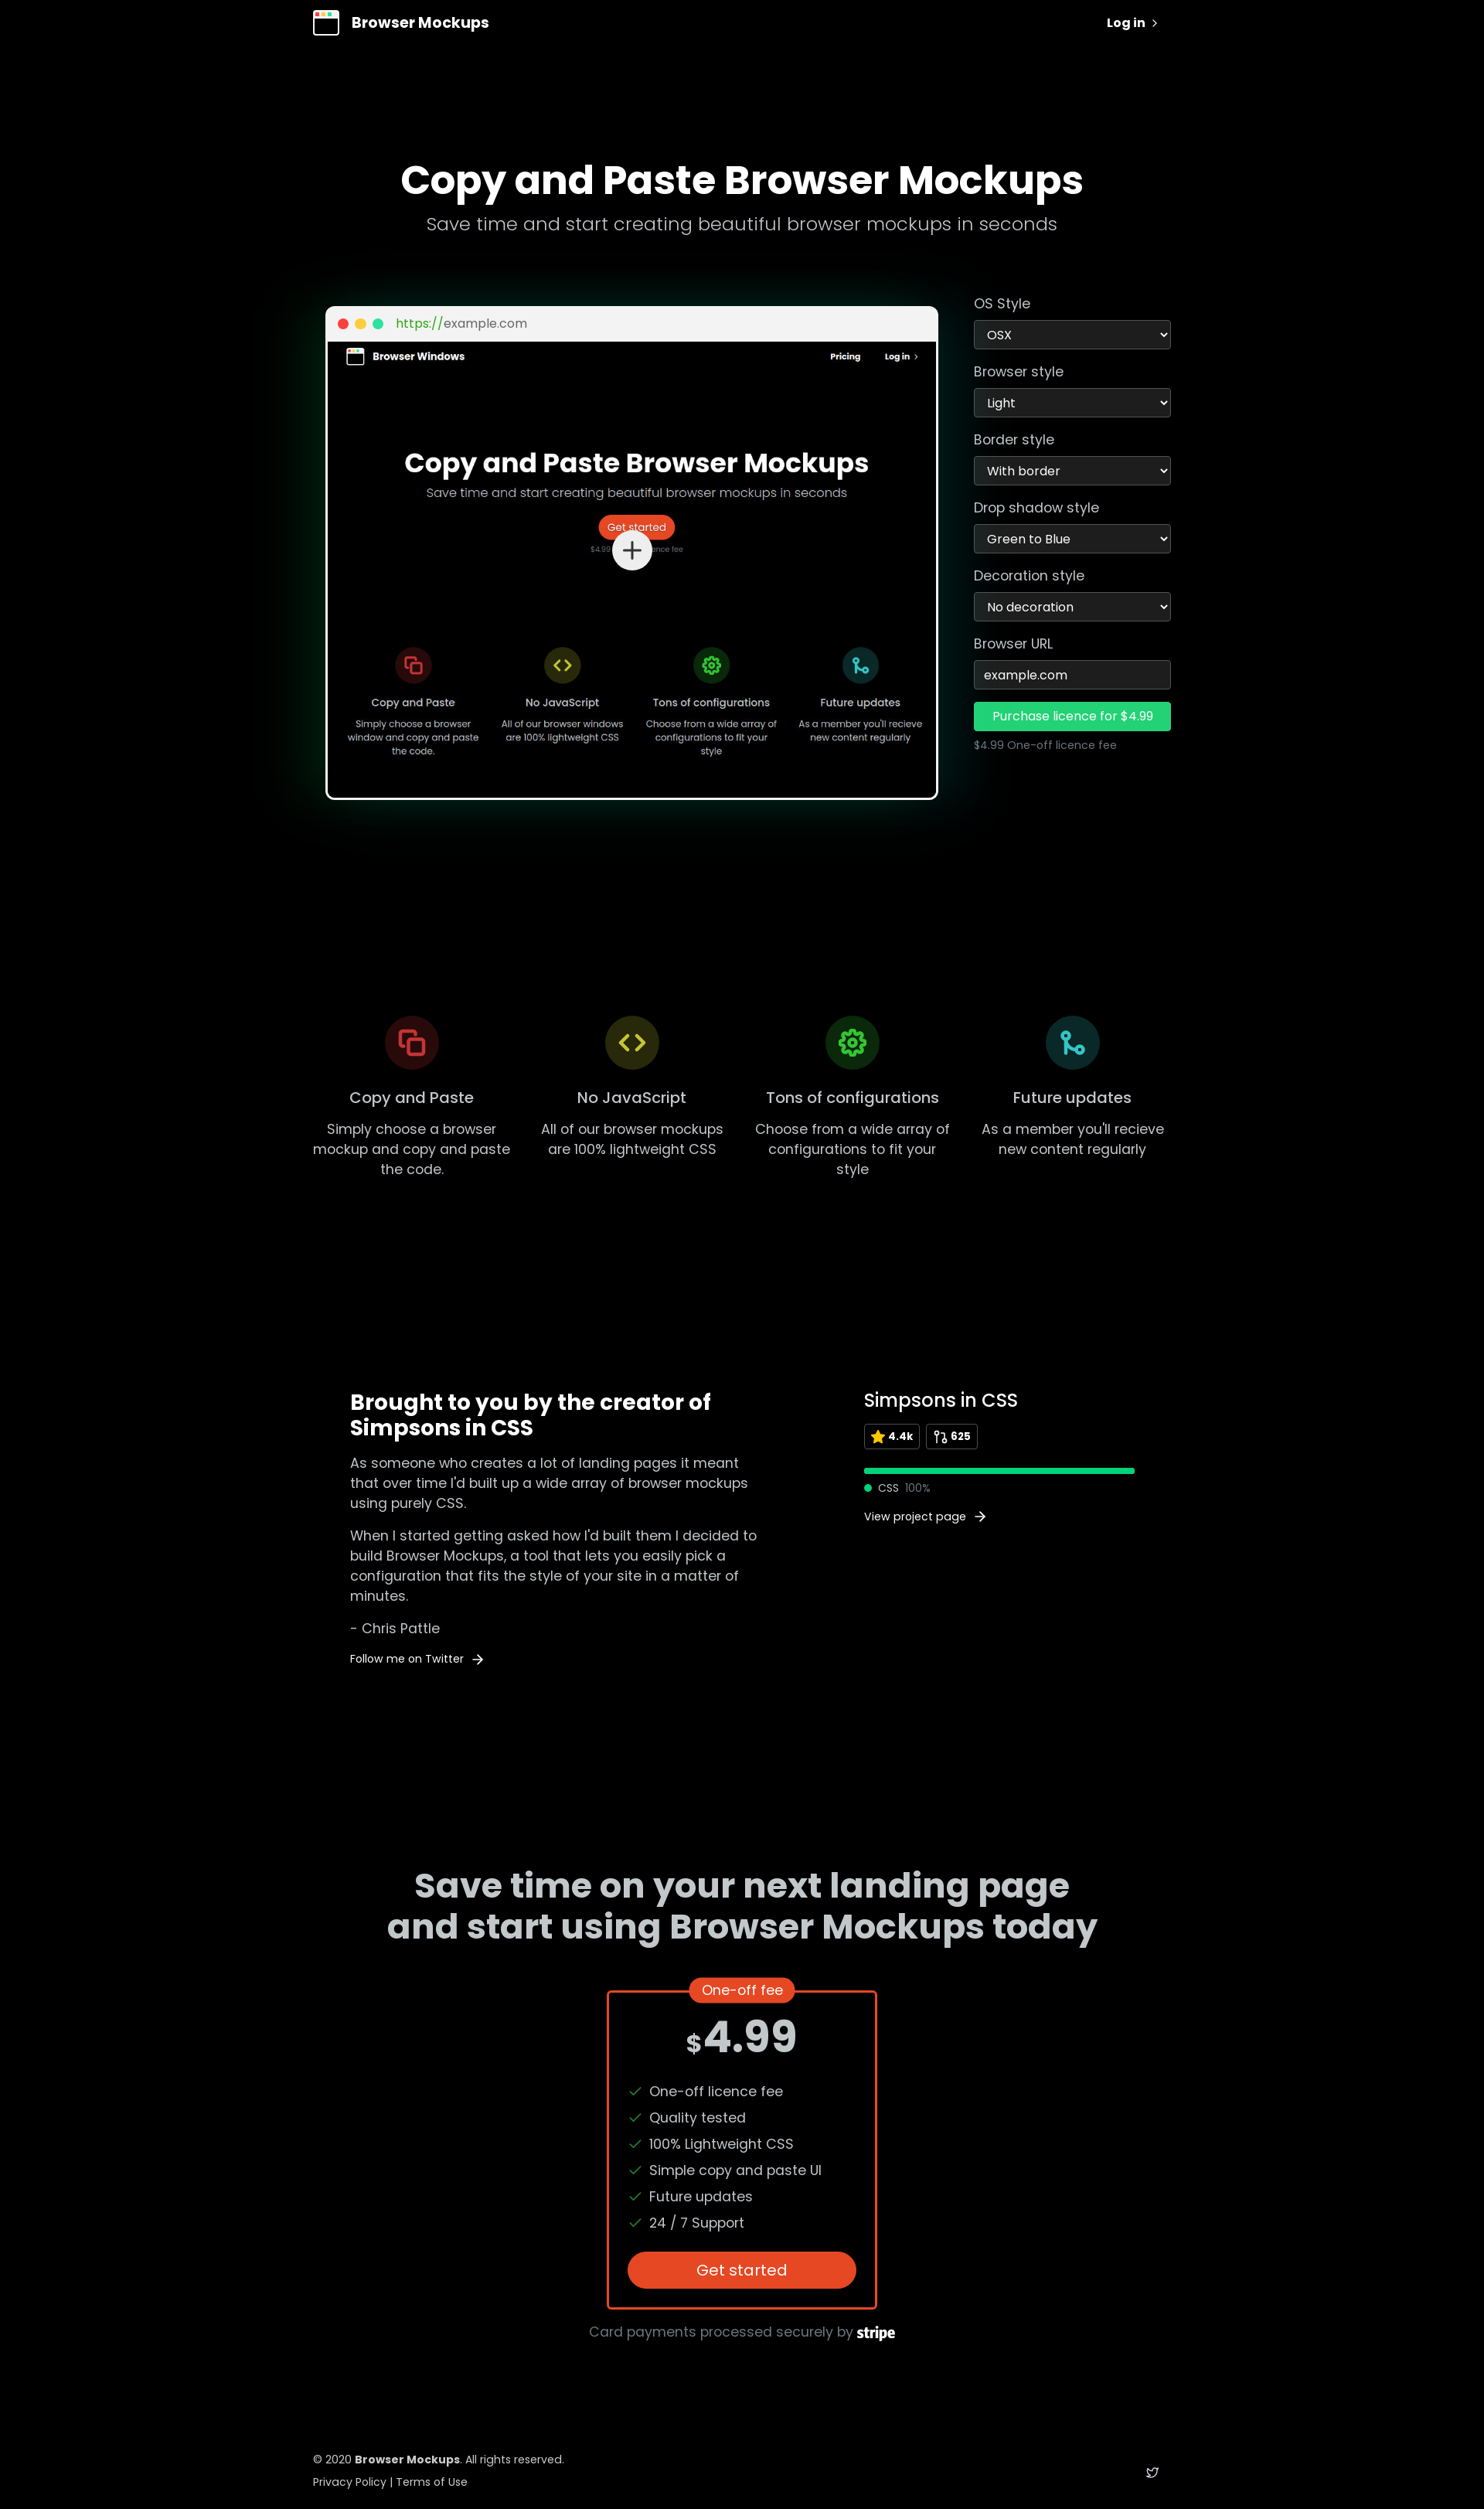 Browser Mockups
Log in
Copy and Paste Browser Mockups
Save time and start creating beautiful browser mockups in seconds
https://example.com
Browser Windows
Pricing
Log in
Copy and Paste Browser Mockups
Save time and start creating beautiful browser mockups in seconds
Get started
$4.99
licence fee
Copy and Paste
Simply choose a browser
window and copy and paste
the code.
No JavaScript
All of our browser windows
are 100% lightweight CSS
Tons of configurations
Choose from a wide array of
configurations to fit your
style
Future updates
As a member you'll recieve
new content regularly
OS Style
OSX
Browser style
Light
Border style
With border
Drop shadow style
Green to Blue
Decoration style
No decoration
Browser URL
example.com
Purchase licence for $4.99
$4.99 One-off licence fee
Copy and Paste
Simply choose a browser
mockup and copy and paste
the code.
No JavaScript
All of our browser mockups
are 100% lightweight CSS
Tons of configurations
Choose from a wide array of
configurations to fit your
style
Future updates
As a member you'll recieve
new content regularly
Brought to you by the creator of
Simpsons in CSS
As someone who creates a lot of landing pages it meant
that over time I'd built up a wide array of browser mockups
using purely CSS.
When I started getting asked how I'd built them I decided to
build Browser Mockups, a tool that lets you easily pick a
configuration that fits the style of your site in a matter of
minutes.
- Chris Pattle
Follow me on Twitter
Simpsons in CSS
4.4k
625
CSS 100%
View project page
Save time on your next landing page
and start using Browser Mockups today
One-off fee
$4.99
One-off licence fee
Quality tested
100% Lightweight CSS
Simple copy and paste UI
Future updates
24 / 7 Support
Get started
Card payments processed securely by stripe
© 2020 Browser Mockups. All rights reserved.
Privacy Policy | Terms of Use